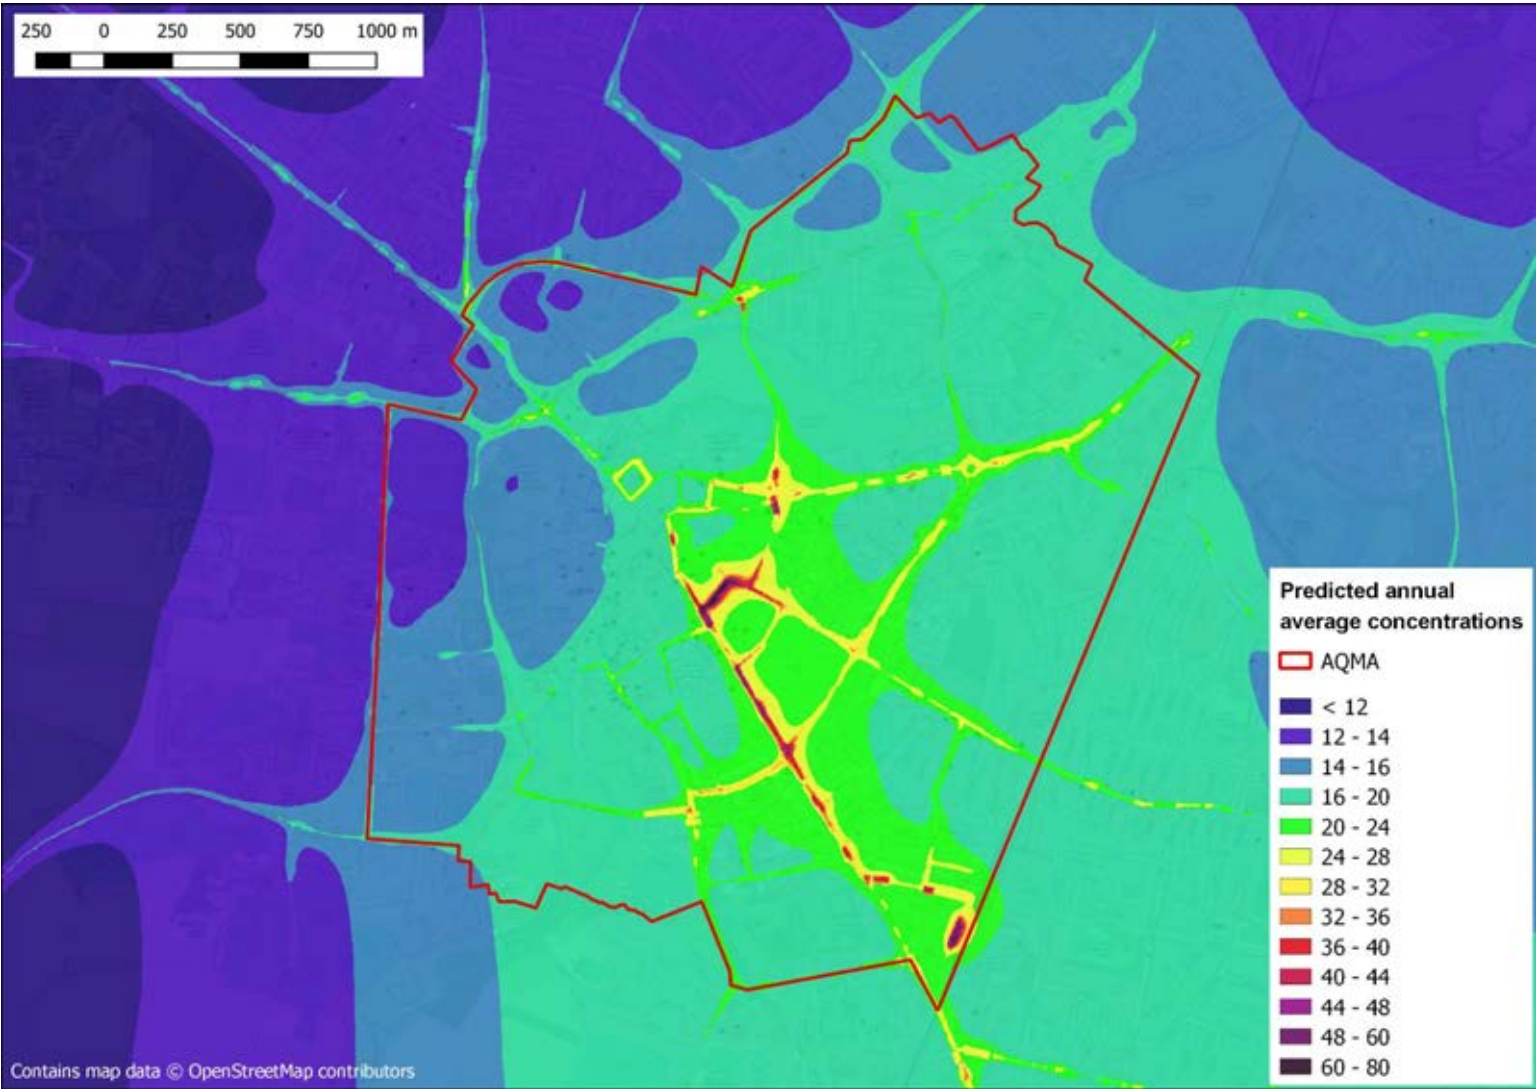 250 0 250 500 750 1000 m
Predicted annual
average concentrations
AQMA
< 12
12 - 14
14 - 16
16 - 20
20 - 24
24 - 28
28 - 32
32 - 36
36 - 40
40 - 44
44 - 48
48 - 60
60 - 80
Contains map data © OpenStreetMap contributors